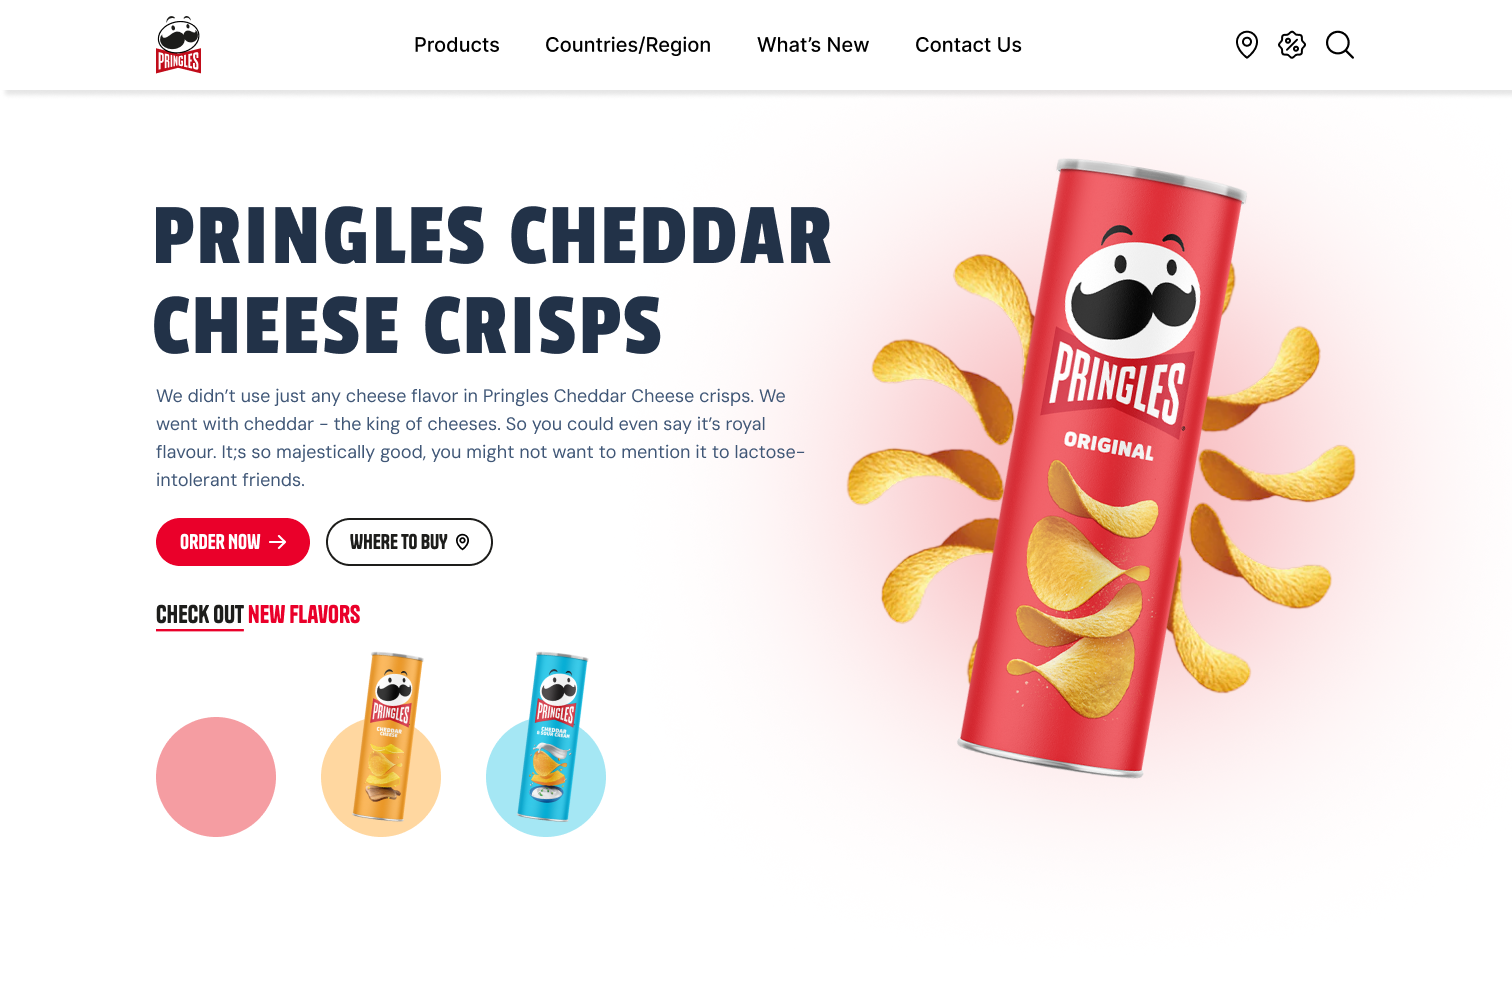 PRINGLES
Products
Countries/Region
What's New
Contact Us
PRINGLES CHEDDAR
CHEESE CRISPS
We didn't use just any cheese flavor in Pringles Cheddar Cheese crisps. We
went with cheddar - the king of cheeses. So you could even say it's royal
flavour. It;s so majestically good, you might not want to mention it to lactose-
intolerant friends.
ORDER NOW
WHERE TO BUY
CHECK OUT NEW FLAVORS
PRINGLES
CHEDDAR
CHEESE
PRINGLES
CHEDDAR
& SOUR CREAM
PRINGLES
ORIGINAL